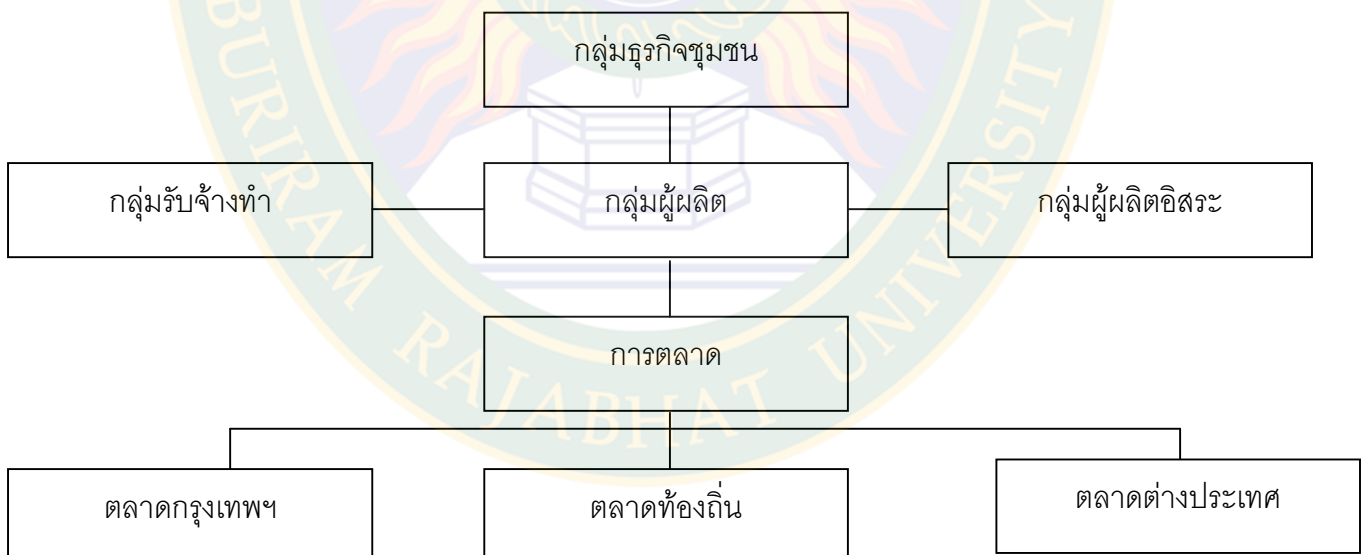 กลุ่มธุรกิจชุมชน
กลุ่มรับจ้างทำ
กลุ่มผู้ผลิต
กลุ่มผู้ผลิตอิสระ
การตลาด
ตลาดกรุงเทพฯ
ตลาดท้องถิ่น
ตลาดต่างประเทศ
BURIRAM RAJABHAT UNIVERSITY